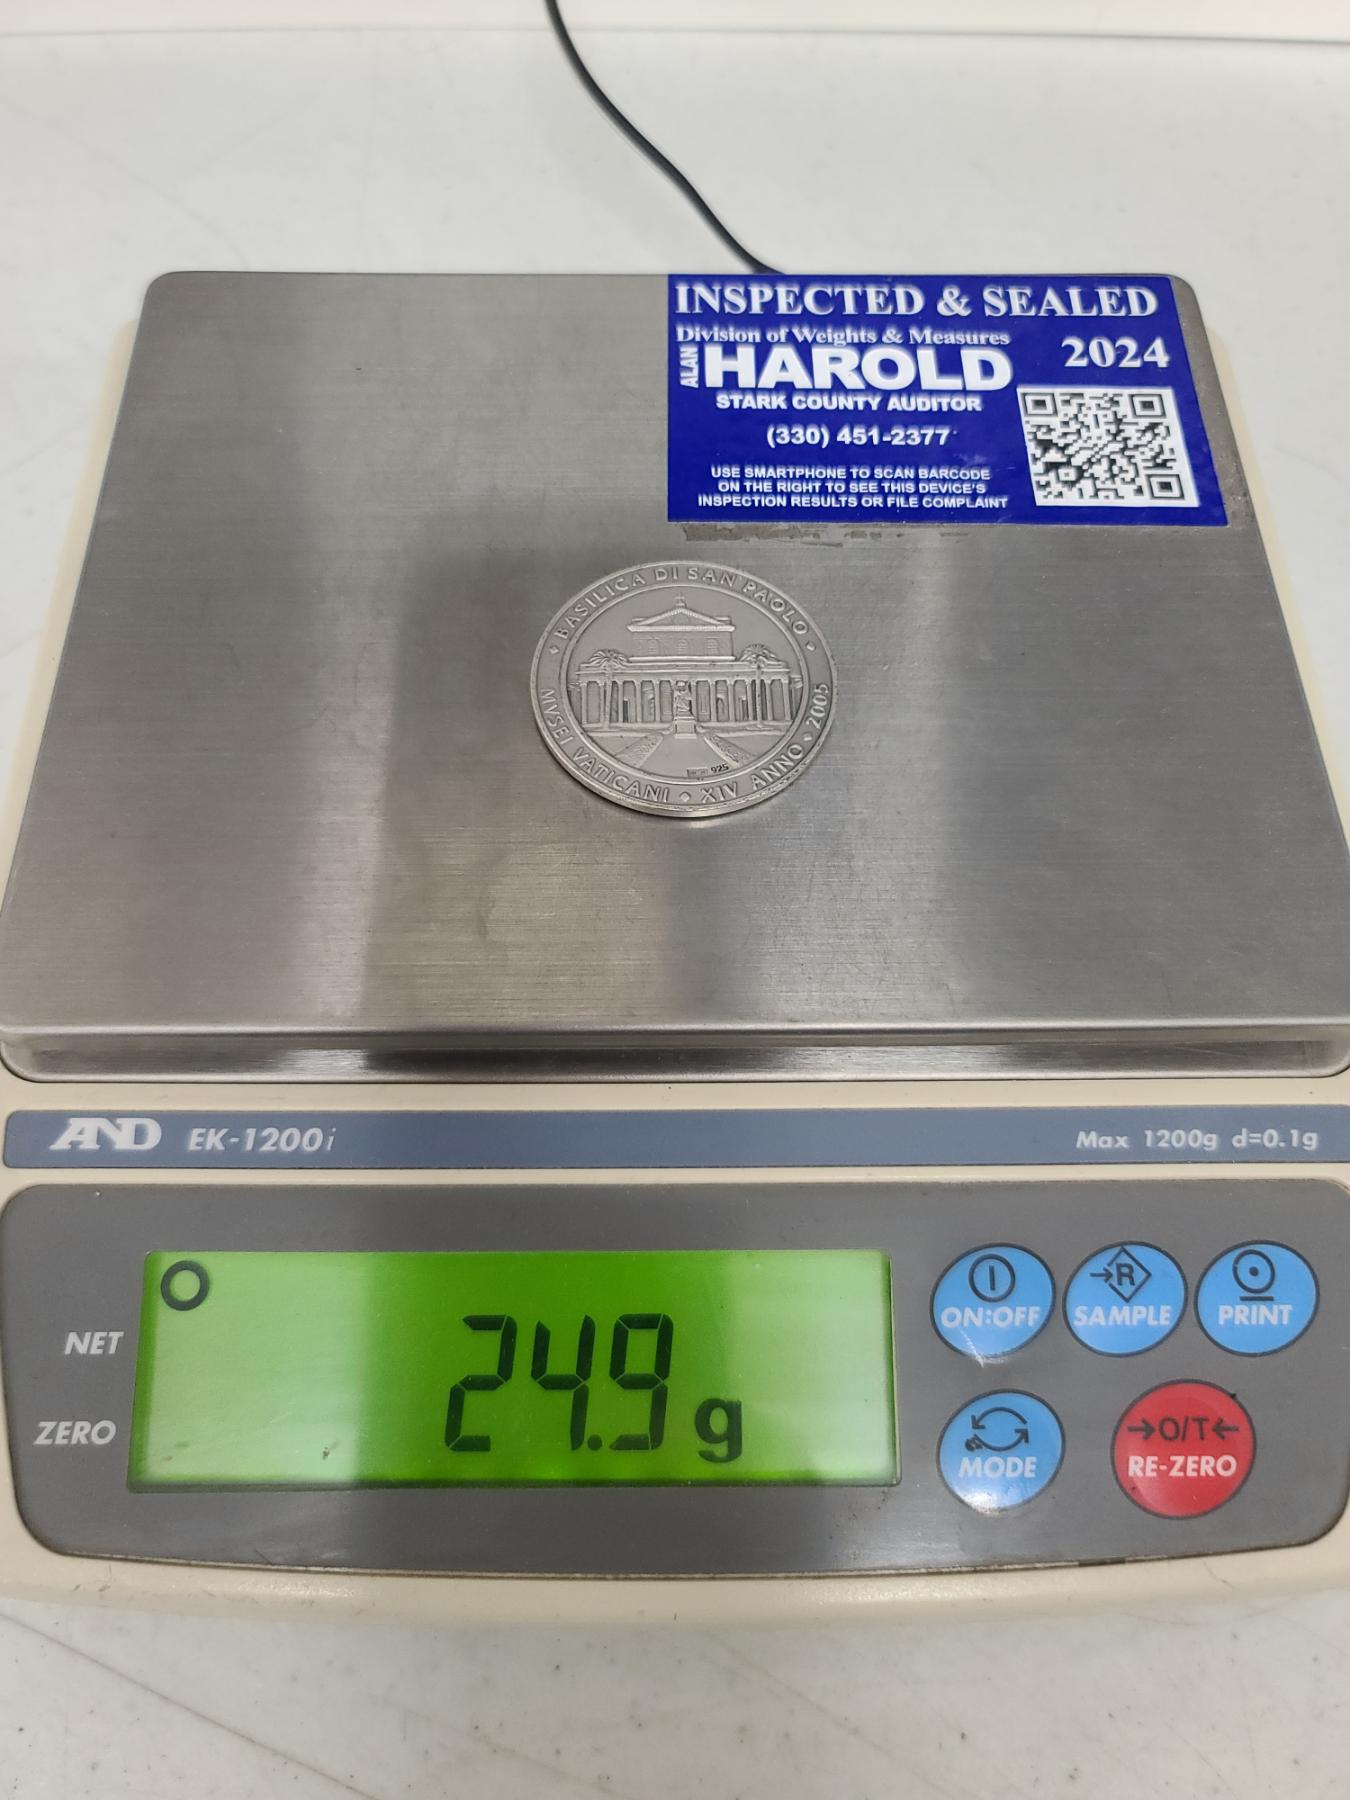 INSPECTED & SEALED
Division of Weights & Measures
2024
ALAN HAROLD
STARK COUNTY AUDITOR
(330) 451-2377
USE SMARTPHONE TO SCAN BARCODE
ON THE RIGHT TO SEE THIS DEVICE'S
INSPECTION RESULTS OR FILE COMPLAINT
BASILICA DI SAN PAOLO
MVSEI VATICANI XIV ANNO 2005
925
AND EK-1200i
Max 1200g d=0.1g
NET
ZERO
24.9 g
ON:OFF
R
SAMPLE
PRINT
MODE
→O/T←
RE-ZERO